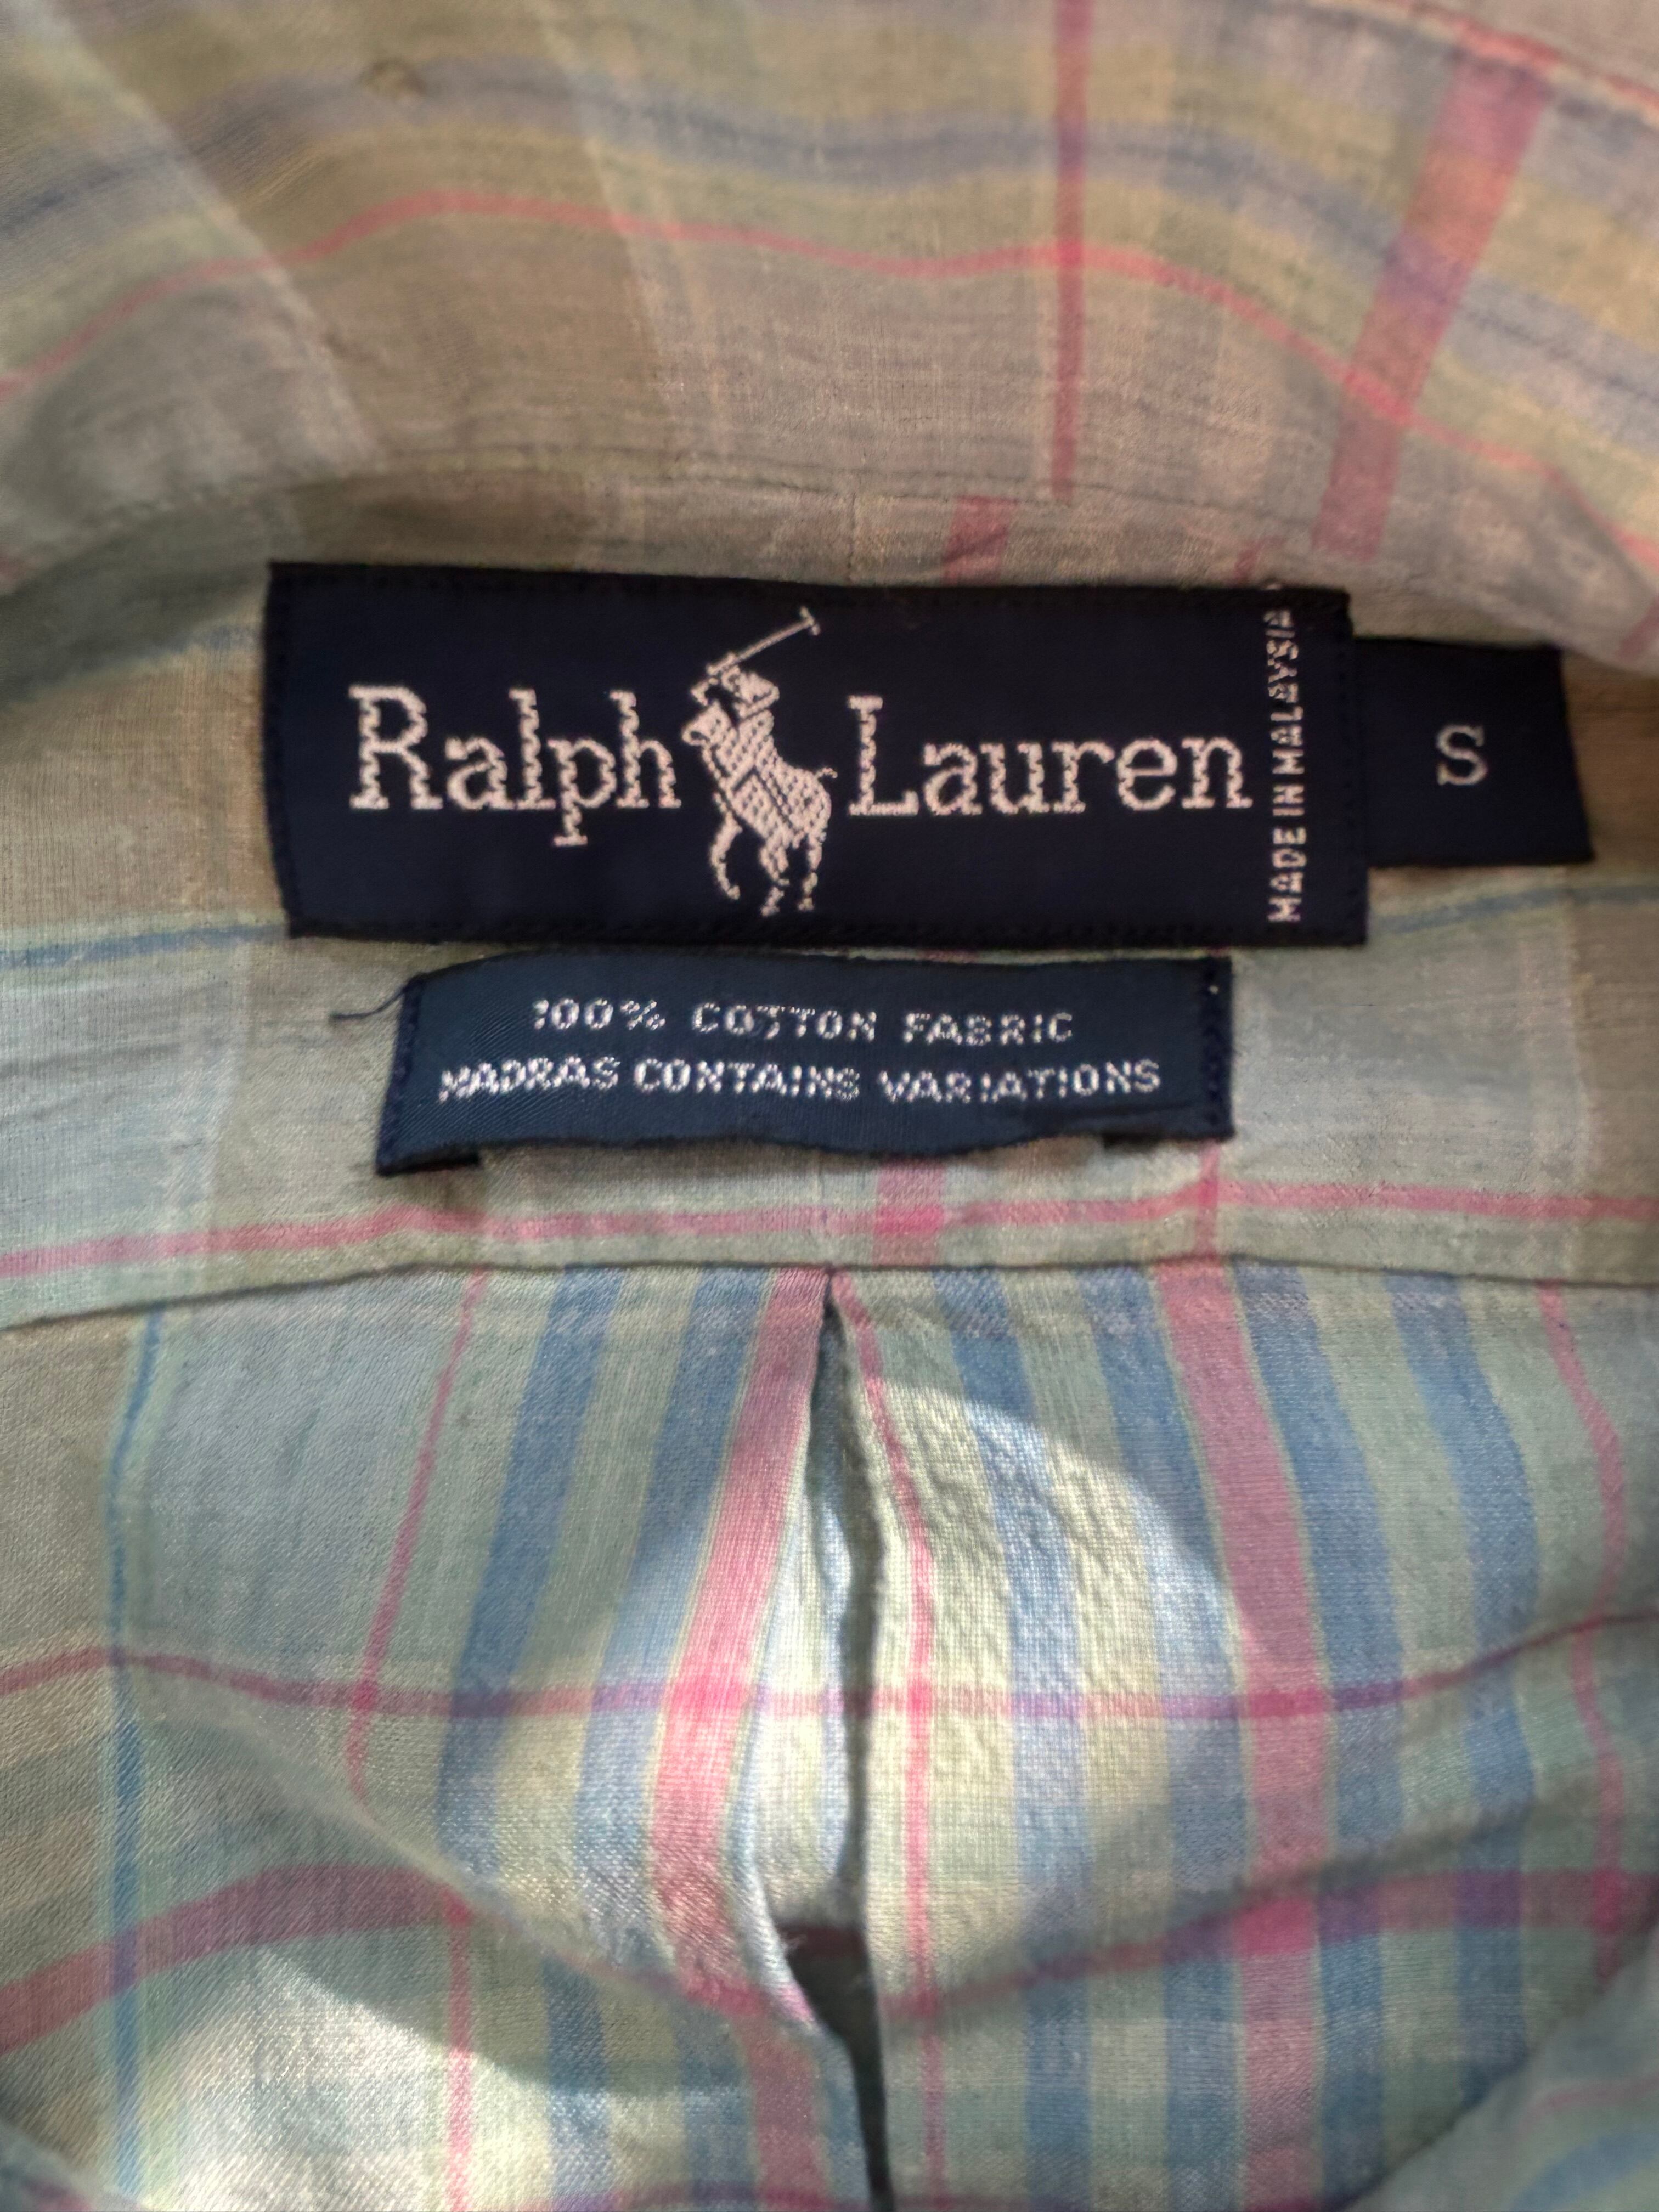 Ralph Lauren
MADE IN MALAYSIA
S
100% COTTON FABRIC
MADRAS CONTAINS VARIATIONS